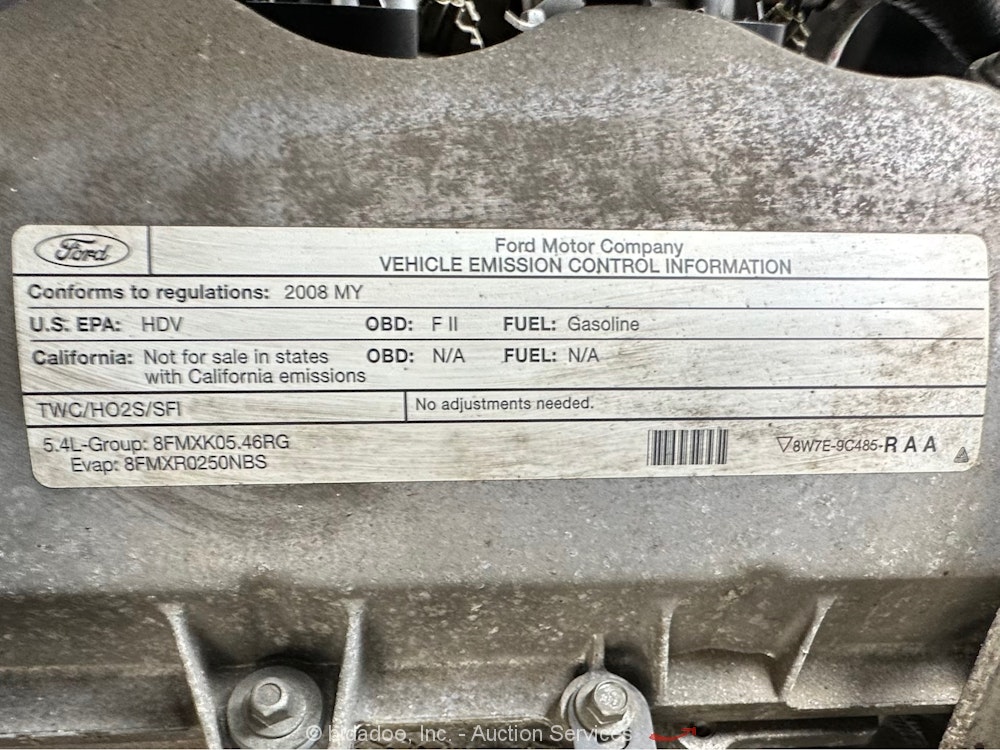 Ford
Ford Motor Company
VEHICLE EMISSION CONTROL INFORMATION
Conforms to regulations: 2008 MY
U.S. EPA: HDV OBD: F II FUEL: Gasoline
California: Not for sale in states OBD: N/A FUEL: N/A
with California emissions
TWC/HO2S/SFI No adjustments needed.
5.4L-Group: 8FMXK05.46RG
Evap: 8FMXR0250NBS
▽8W7E-9C485-R A A
© bidadoo, Inc. - Auction Services